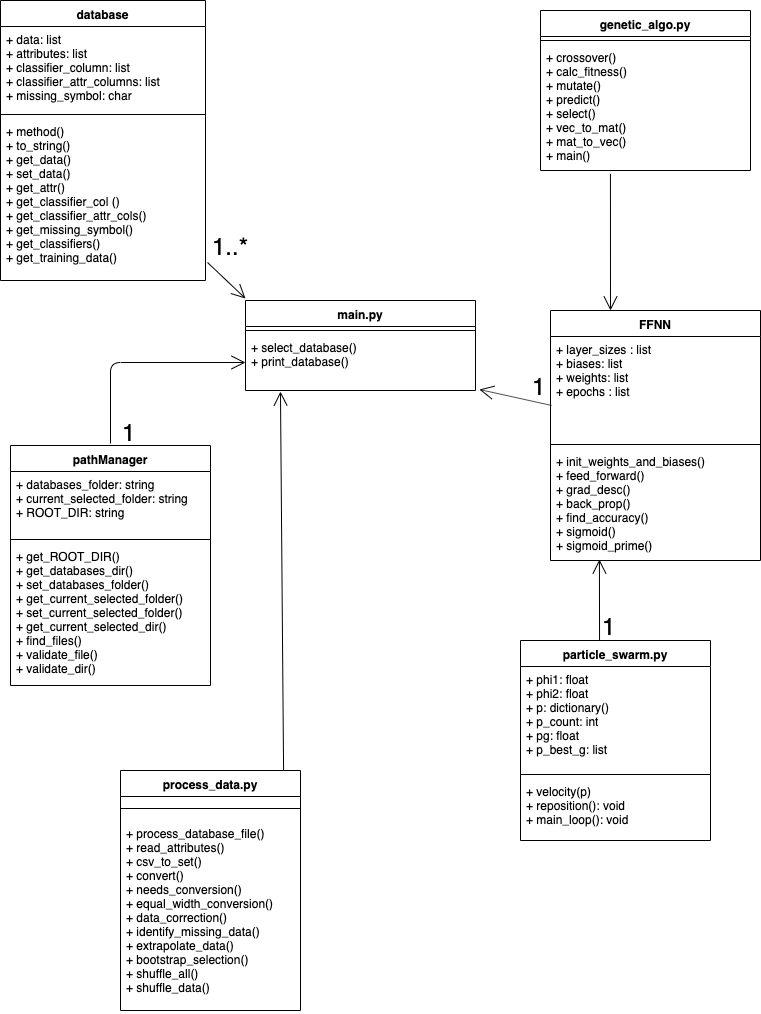 database
+ data: list
+ attributes: list
+ classifier_column: list
+ classifier_attr_columns: list
+ missing_symbol: char
+ method()
+ to_string()
+ get_data()
+ set_data()
+ get_attr()
+ get_classifier_col ()
+ get_classifier_attr_cols()
+ get_missing_symbol()
+ get_classifiers()
+ get_training_data()
genetic_algo.py
+ crossover()
+ calc_fitness()
+ mutate()
+ predict()
+ select()
+ vec_to_mat()
+ mat_to_vec()
+ main()
1..*
main.py
+ select_database()
+ print_database()
1
FFNN
+ layer_sizes : list
+ biases: list
+ weights: list
+ epochs : list
+ init_weights_and_biases()
+ feed_forward()
+ grad_desc()
+ back_prop()
+ find_accuracy()
+ sigmoid()
+ sigmoid_prime()
1
pathManager
+ databases_folder: string
+ current_selected_folder: string
+ ROOT_DIR: string
+ get_ROOT_DIR()
+ get_databases_dir()
+ set_databases_folder()
+ get_current_selected_folder()
+ set_current_selected_folder()
+ get_current_selected_dir()
+ find_files()
+ validate_file()
+ validate_dir()
1
particle_swarm.py
+ phi1: float
+ phi2: float
+ p: dictionary()
+ p_count: int
+ pg: float
+ p_best_g: list
+ velocity(p)
+ reposition(): void
+ main_loop(): void
process_data.py
+ process_database_file()
+ read_attributes()
+ csv_to_set()
+ convert()
+ needs_conversion()
+ equal_width_conversion()
+ data_correction()
+ identify_missing_data()
+ extrapolate_data()
+ bootstrap_selection()
+ shuffle_all()
+ shuffle_data()